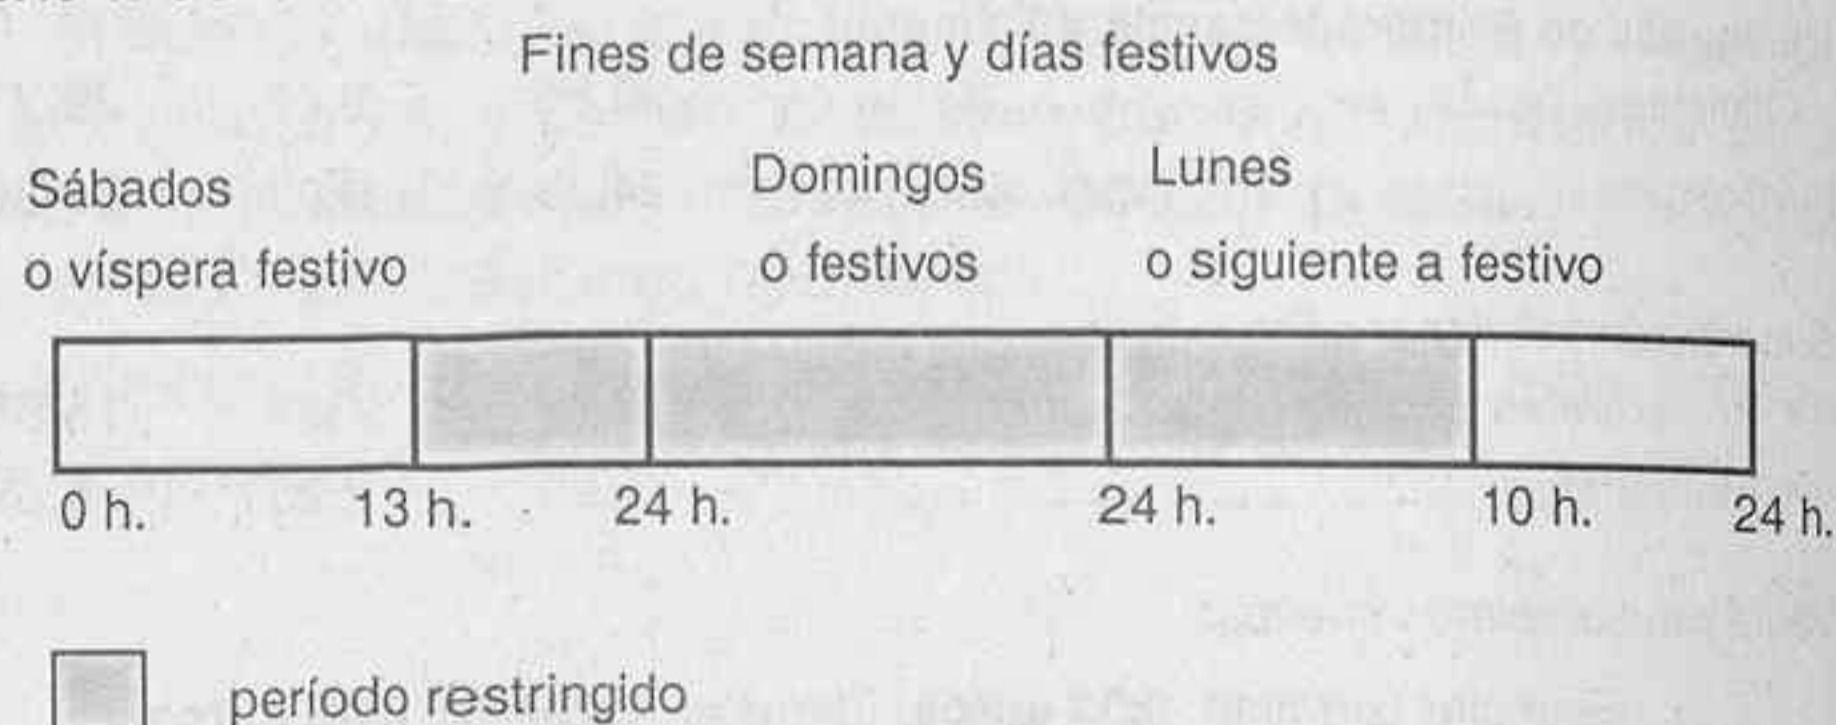 Fines de semana y días festivos
Sábados
o víspera festivo
Domingos
o festivos
Lunes
o siguiente a festivo
0 h. 13 h. 24 h. 24 h. 10 h. 24 h.
período restringido